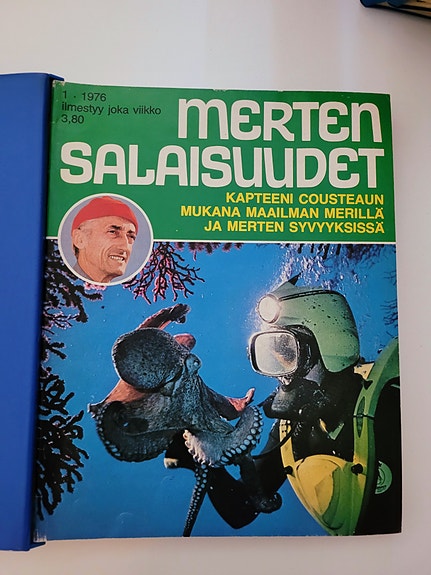 1 · 1976
ilmestyy joka viikko
3,80
MERTEN
SALAISUUDET
KAPTEENI COUSTEAUN
MUKANA MAAILMAN MERILLÄ
JA MERTEN SYVYYKSISSÄ